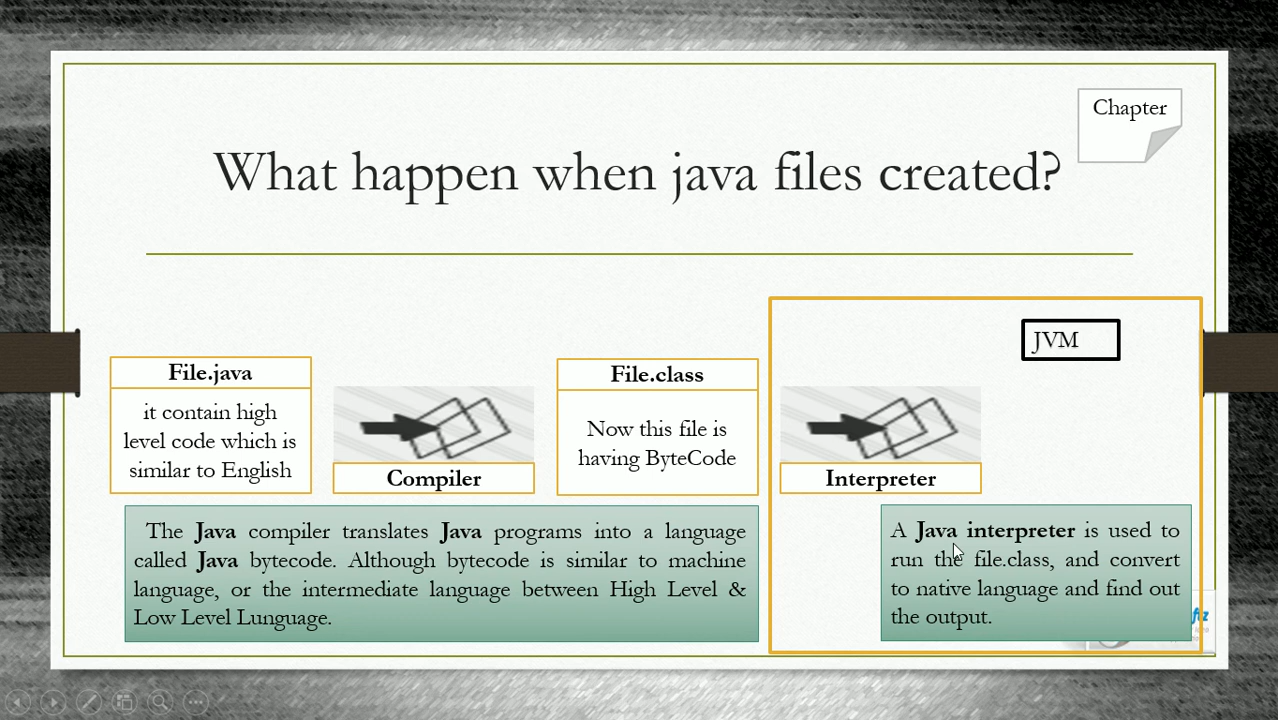 Chapter
What happen when java files created?
JVM
File.java
it contain high
level code which is
similar to English
Compiler
File.class
Now this file is
having ByteCode
Interpreter
The Java compiler translates Java programs into a language
called Java bytecode. Although bytecode is similar to machine
language, or the intermediate language between High Level &
Low Level Lunguage.
A Java interpreter is used to
run the file.class, and convert
to native language and find out
the output.